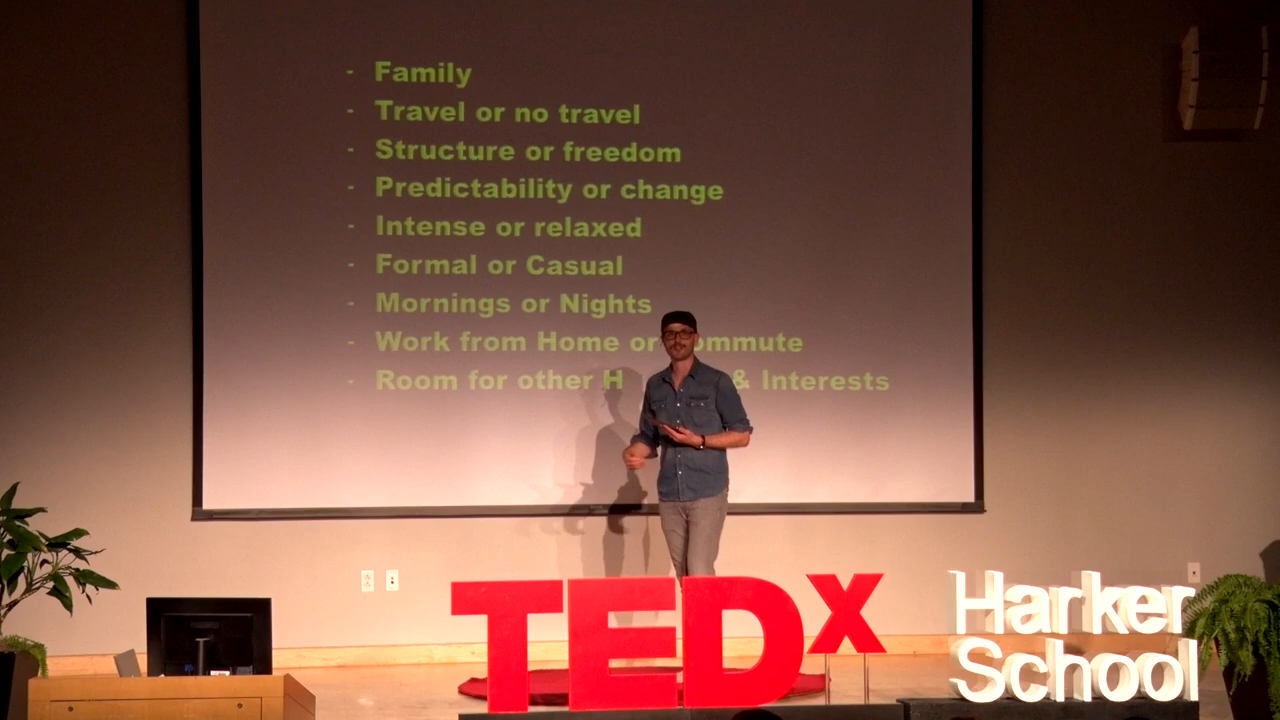 - Family
- Travel or no travel
- Structure or freedom
- Predictability or change
- Intense or relaxed
- Formal or Casual
- Mornings or Nights
- Work from Home or ommute
- Room for other H & Interests
TEDx
Harker
School